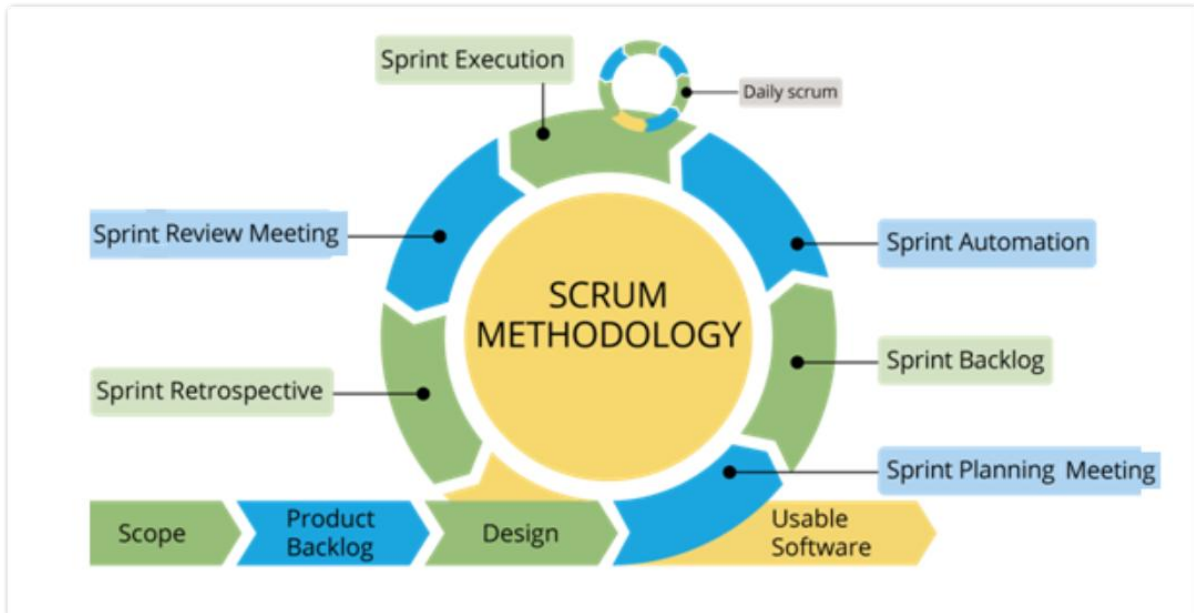 Sprint Execution
Daily scrum
Sprint Review Meeting
Sprint Automation
SCRUM
METHODOLOGY
Sprint Backlog
Sprint Retrospective
Sprint Planning Meeting
Scope
Product
Backlog
Design
Usable
Software